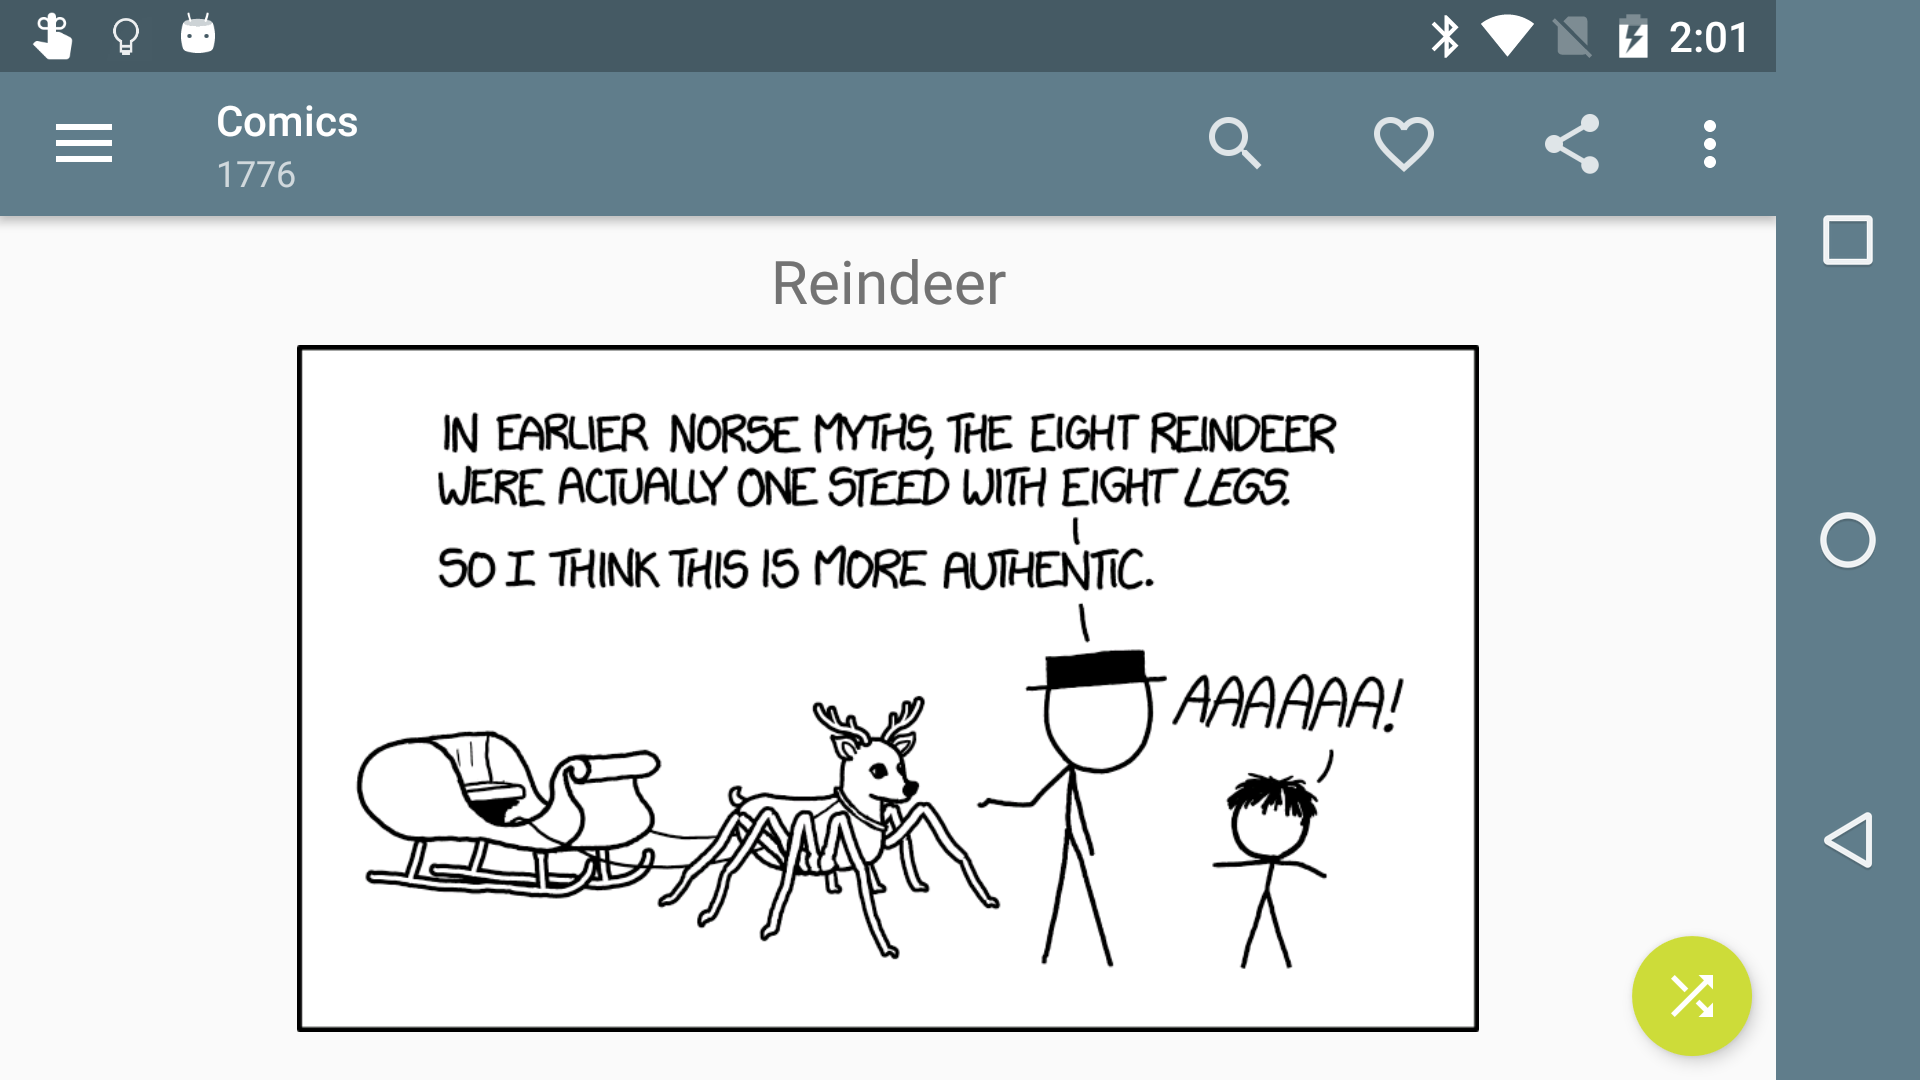 2:01
Comics
1776
Reindeer
IN EARLIER NORSE MYTHS, THE EIGHT REINDEER
WERE ACTUALLY ONE STEED WITH EIGHT LEGS.
SO I THINK THIS IS MORE AUTHENTIC.
AAAAAA!